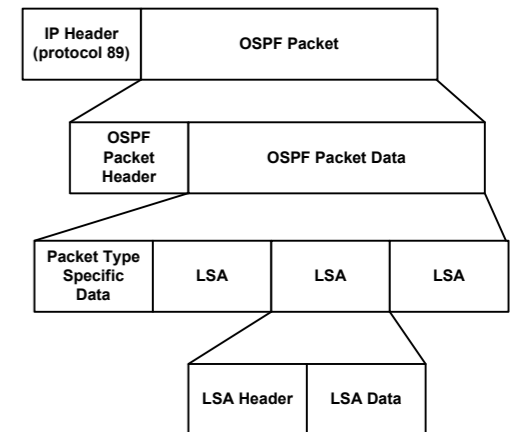 IP Header
(protocol 89)
OSPF Packet
OSPF
Packet
Header
OSPF Packet Data
Packet Type
Specific
Data
LSA
LSA
LSA
LSA Header
LSA Data